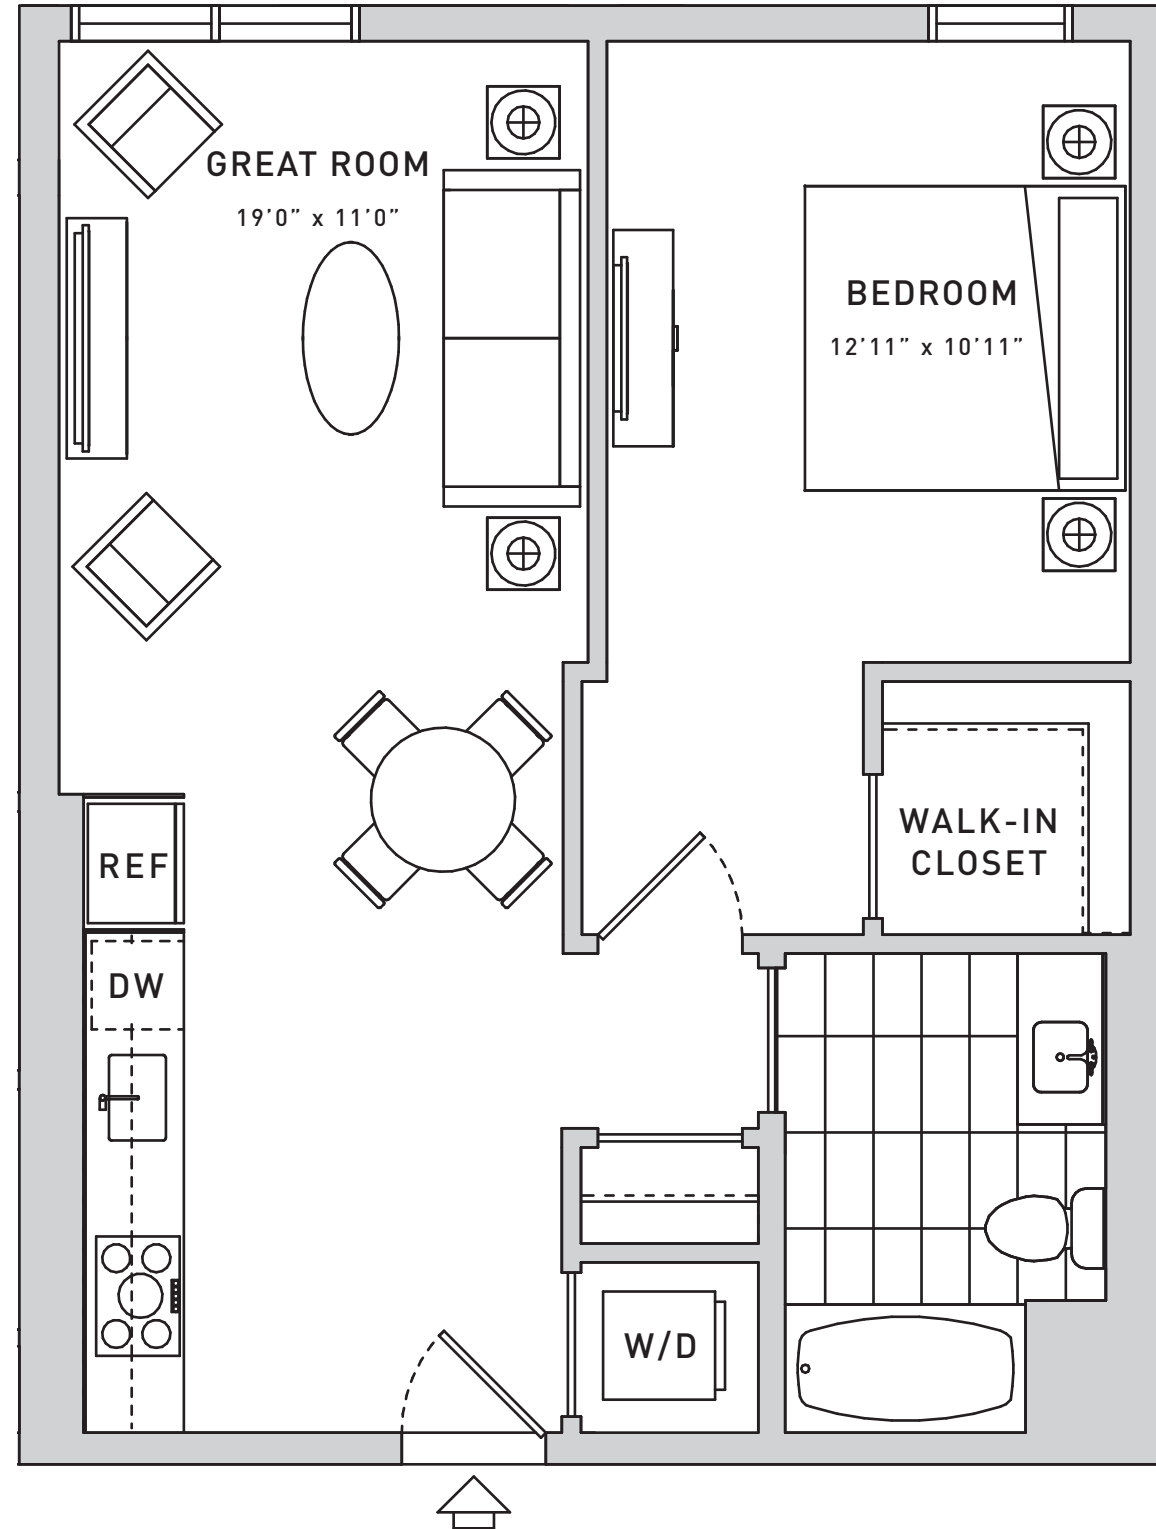 GREAT ROOM
19’0” x 11’0”
BEDROOM
12’11” x 10’11”
WALK-IN
CLOSET
REF
DW
W/D